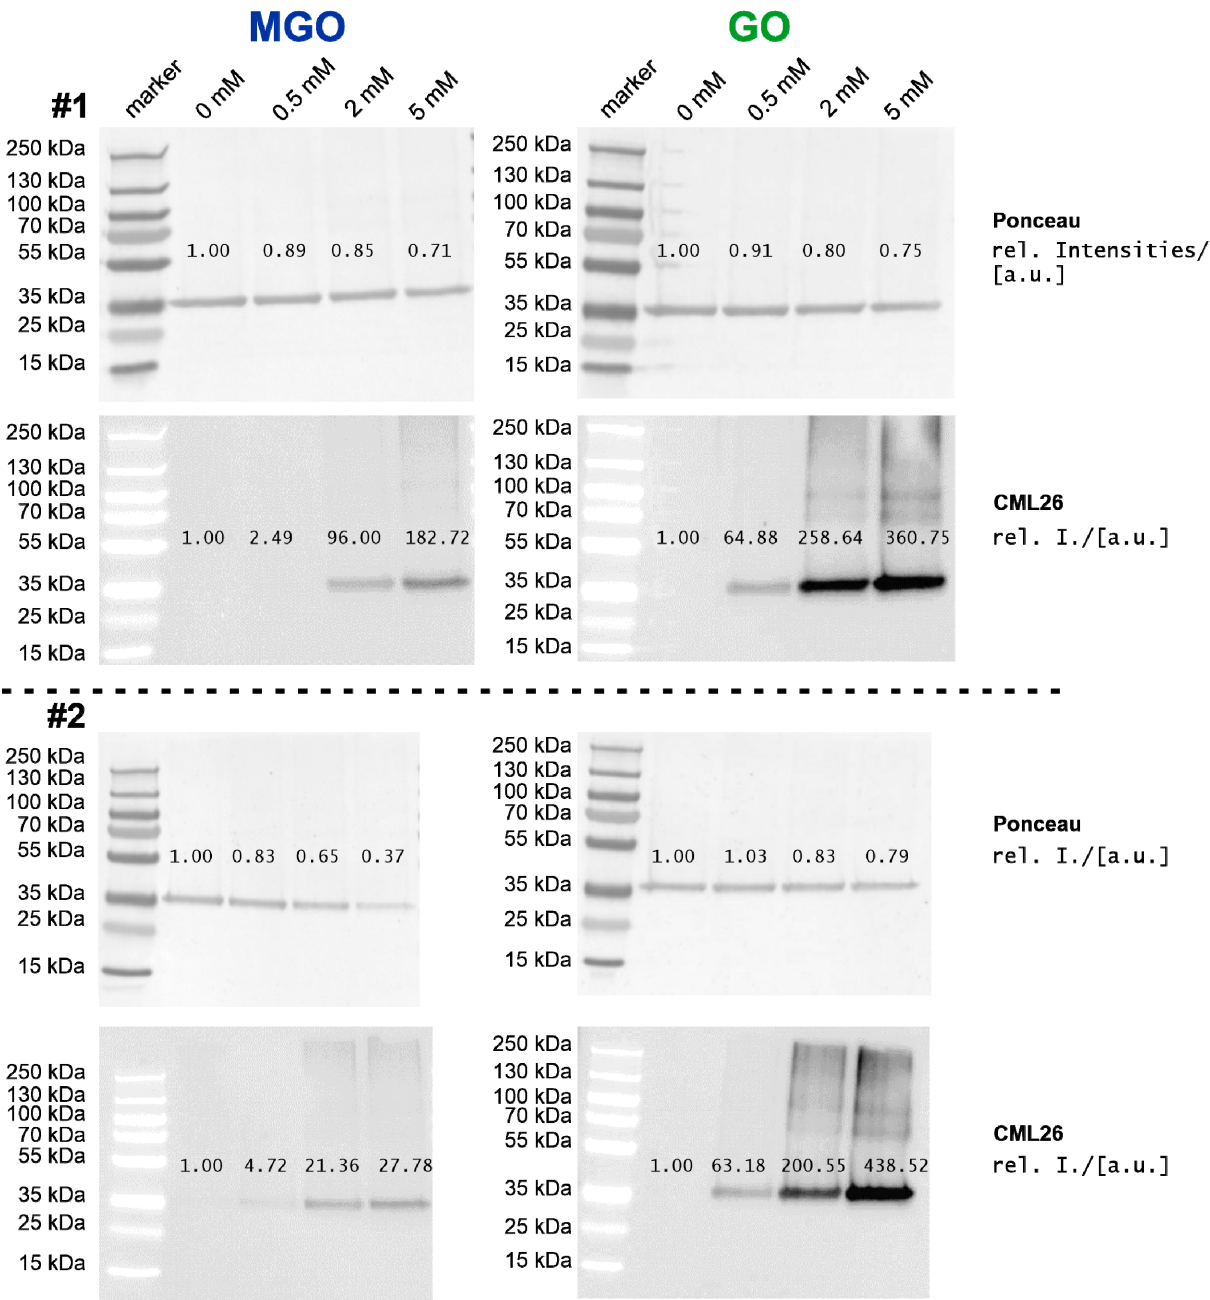 MGO
GO
#1
marker
0 mM
0.5 mM
2 mM
5 mM
marker
0 mM
0.5 mM
2 mM
5 mM
250 kDa
130 kDa
100 kDa
70 kDa
55 kDa
35 kDa
25 kDa
15 kDa
1.00 0.89 0.85 0.71
250 kDa
130 kDa
100 kDa
70 kDa
55 kDa
35 kDa
25 kDa
15 kDa
1.00 0.91 0.80 0.75
Ponceau
rel. Intensities/
[a.u.]
250 kDa
130 kDa
100 kDa
70 kDa
55 kDa
35 kDa
25 kDa
15 kDa
1.00 2.49 96.00 182.72
250 kDa
130 kDa
100 kDa
70 kDa
55 kDa
35 kDa
25 kDa
15 kDa
1.00 64.88 258.64 360.75
CML26
rel. I./[a.u.]
#2
250 kDa
130 kDa
100 kDa
70 kDa
55 kDa
35 kDa
25 kDa
15 kDa
1.00 0.83 0.65 0.37
250 kDa
130 kDa
100 kDa
70 kDa
55 kDa
35 kDa
25 kDa
15 kDa
1.00 1.03 0.83 0.79
Ponceau
rel. I./[a.u.]
250 kDa
130 kDa
100 kDa
70 kDa
55 kDa
35 kDa
25 kDa
15 kDa
1.00 4.72 21.36 27.78
250 kDa
130 kDa
100 kDa
70 kDa
55 kDa
35 kDa
25 kDa
15 kDa
1.00 63.18 200.55 438.52
CML26
rel. I./[a.u.]